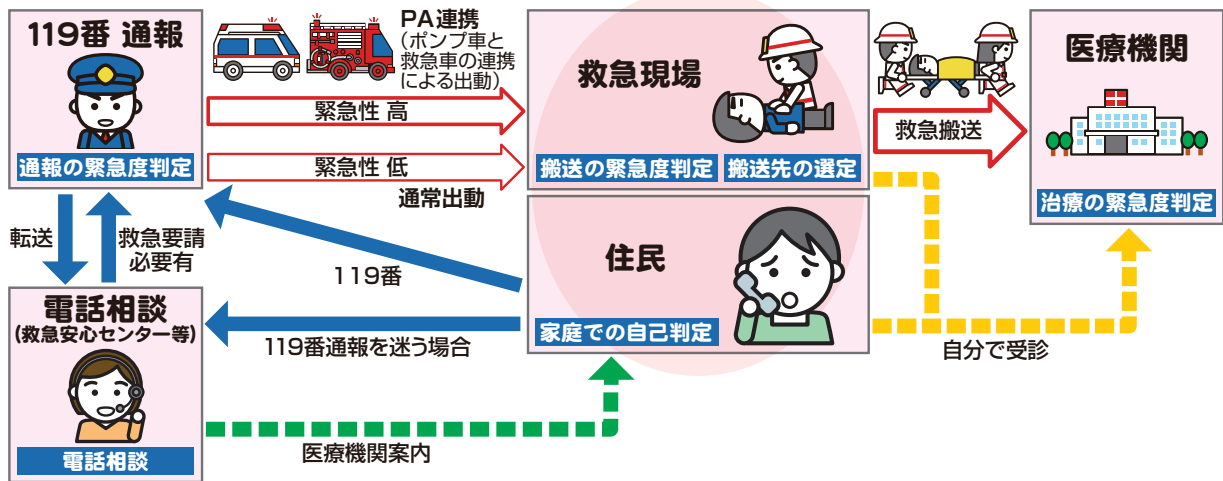 119番 通報
通報の緊急度判定
PA連携
（ポンプ車と
救急車の連携
による出動）
緊急性 高
緊急性 低
通常出動
救急現場
搬送の緊急度判定
搬送先の選定
救急搬送
医療機関
治療の緊急度判定
転送
救急要請
必要有
119番
住民
家庭での自己判定
電話相談
(救急安心センター等)
電話相談
119番通報を迷う場合
自分で受診
医療機関案内